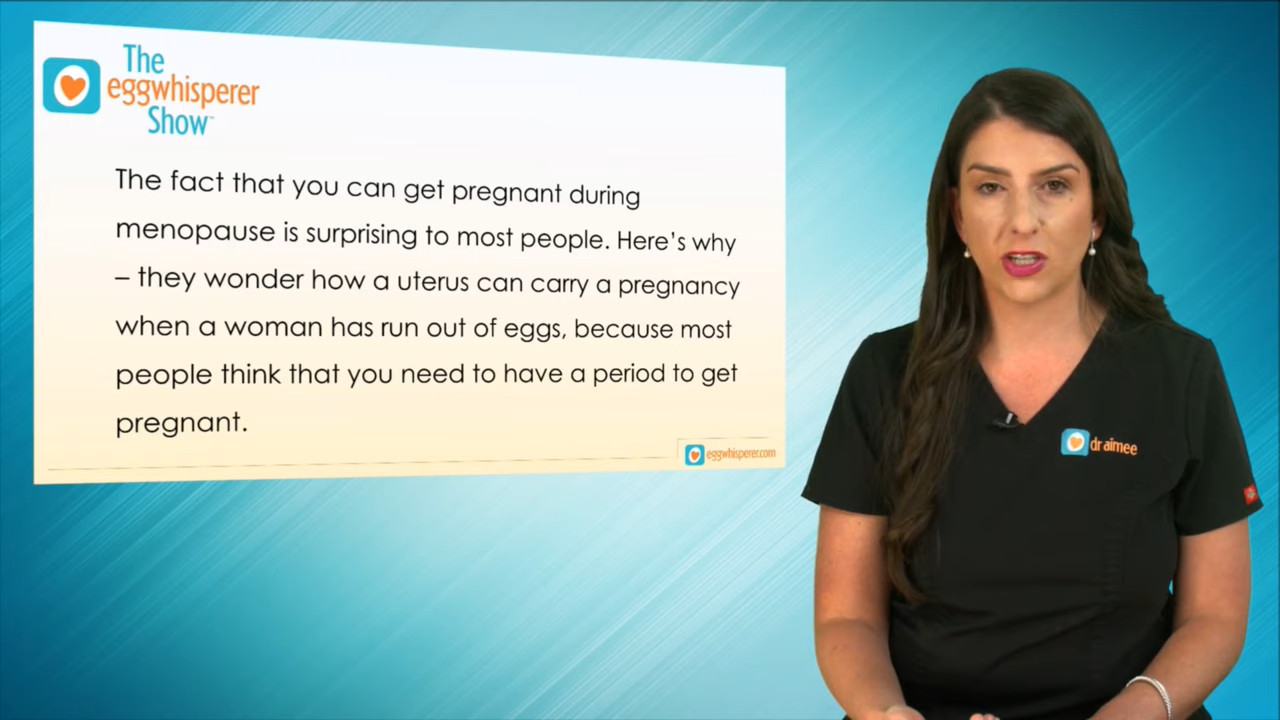 The
eggwhisperer
Show™
The fact that you can get pregnant during
menopause is surprising to most people. Here's why
– they wonder how a uterus can carry a pregnancy
when a woman has run out of eggs, because most
people think that you need to have a period to get
pregnant.
eggwhisperer.com
dr aimee